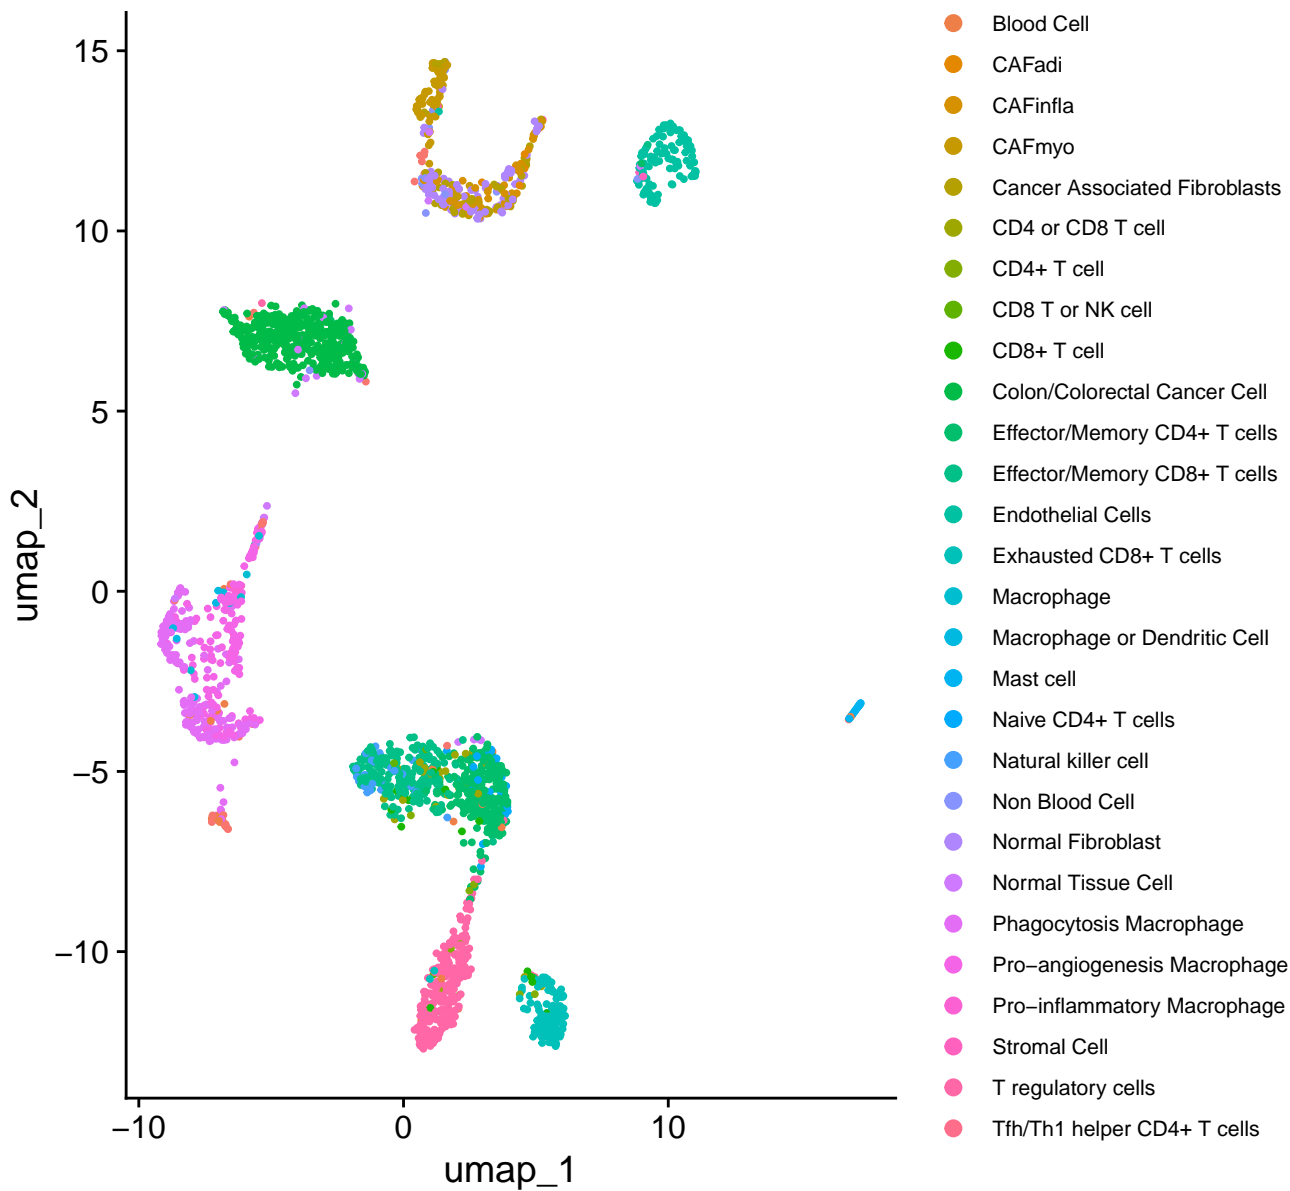 Blood Cell
CAFadi
CAFinfla
CAFmyo
Cancer Associated Fibroblasts
CD4 or CD8 T cell
CD4+ T cell
CD8 T or NK cell
CD8+ T cell
Colon/Colorectal Cancer Cell
Effector/Memory CD4+ T cells
Effector/Memory CD8+ T cells
Endothelial Cells
Exhausted CD8+ T cells
Macrophage
Macrophage or Dendritic Cell
Mast cell
Naive CD4+ T cells
Natural killer cell
Non Blood Cell
Normal Fibroblast
Normal Tissue Cell
Phagocytosis Macrophage
Pro−angiogenesis Macrophage
Pro−inflammatory Macrophage
Stromal Cell
T regulatory cells
Tfh/Th1 helper CD4+ T cells
15
10
5
0
−5
−10
umap_2
−10 0 10
umap_1